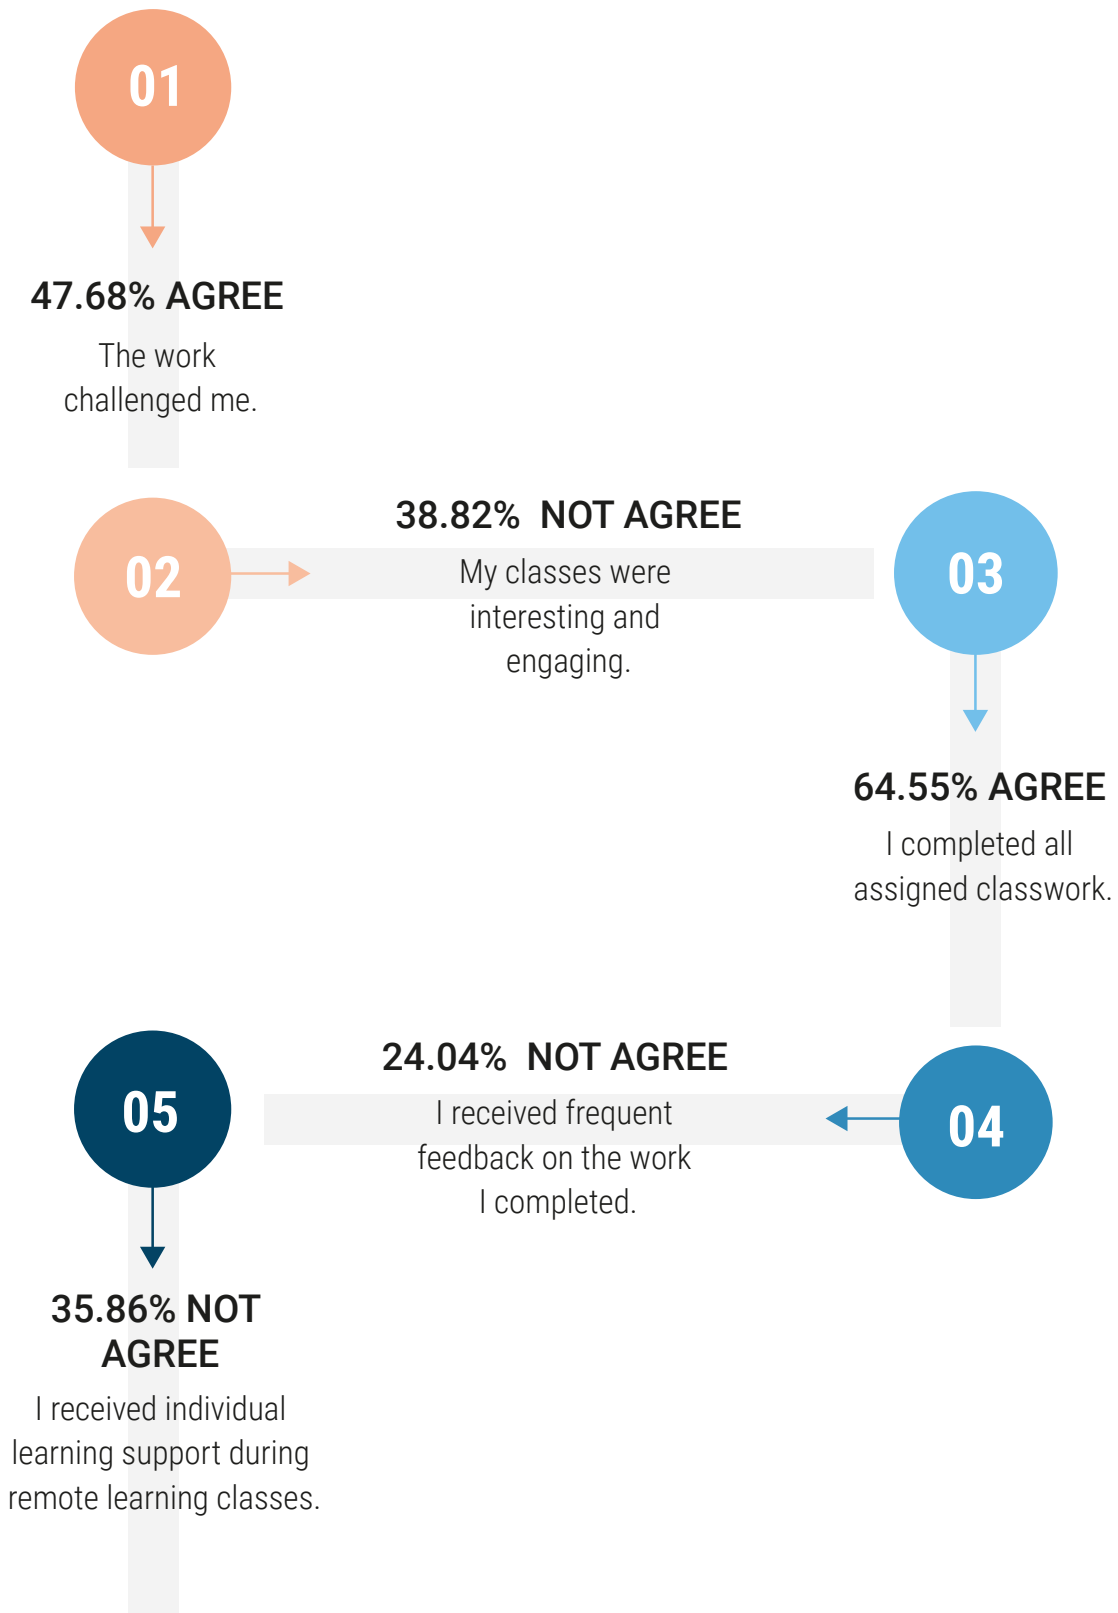 01
47.68% AGREE
The work
challenged me.
02
38.82% NOT AGREE
My classes were
interesting and
engaging.
03
64.55% AGREE
I completed all
assigned classwork.
04
24.04% NOT AGREE
I received frequent
feedback on the work
I completed.
05
35.86% NOT
AGREE
I received individual
learning support during
remote learning classes.